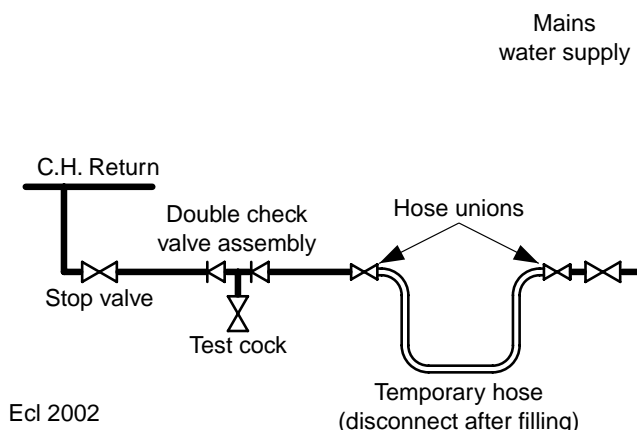 Mains
water supply
C.H. Return
Double check
valve assembly
Hose unions
Stop valve
Test cock
Temporary hose
(disconnect after filling)
Ecl 2002